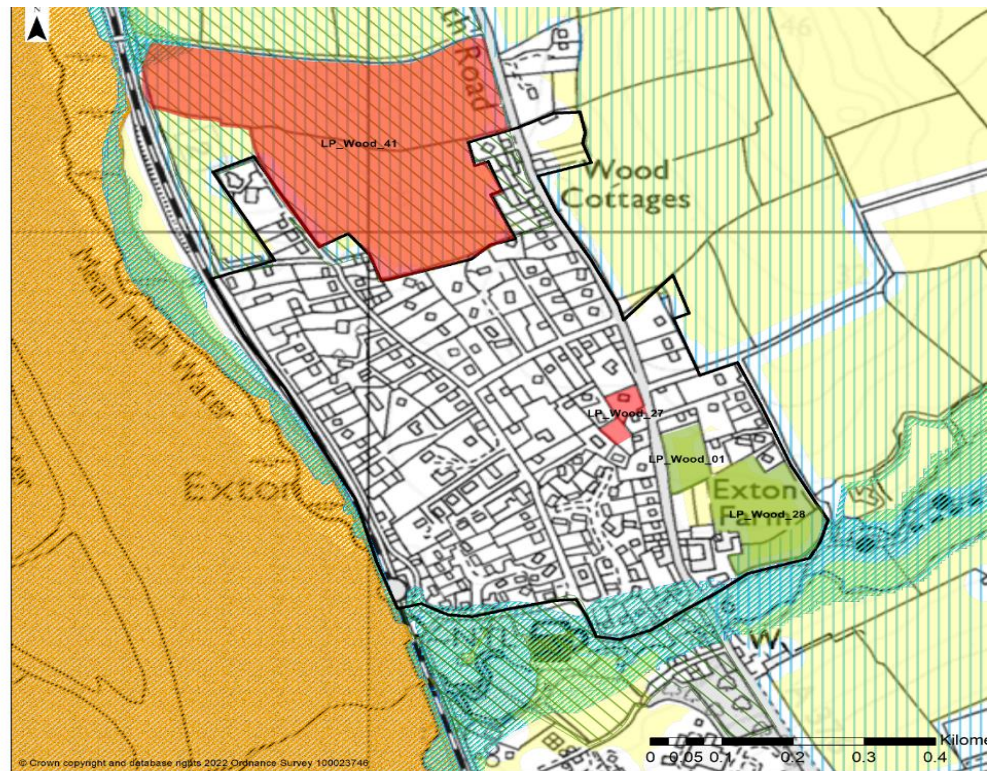 N
th Road
LP_Wood_41
Wood
Cottages
Mean High Water
LP_Wood_27
LP_Wood_01
Exton
Exton
Farm
LP_Wood_28
W
0 0.05 0.1 0.2 0.3 0.4
Kilome
© Crown copyright and database rights 2022 Ordnance Survey 100023746